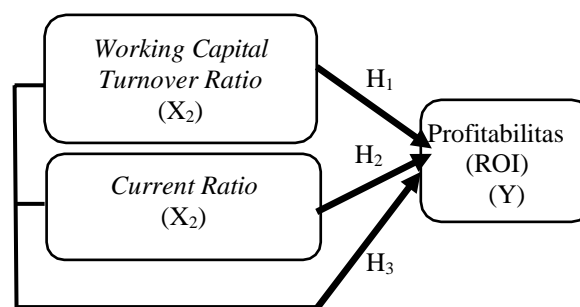 Working Capital
Turnover Ratio
(X₂)
H₁
Profitabilitas
(ROI)
(Y)
H₂
Current Ratio
(X₂)
H₃